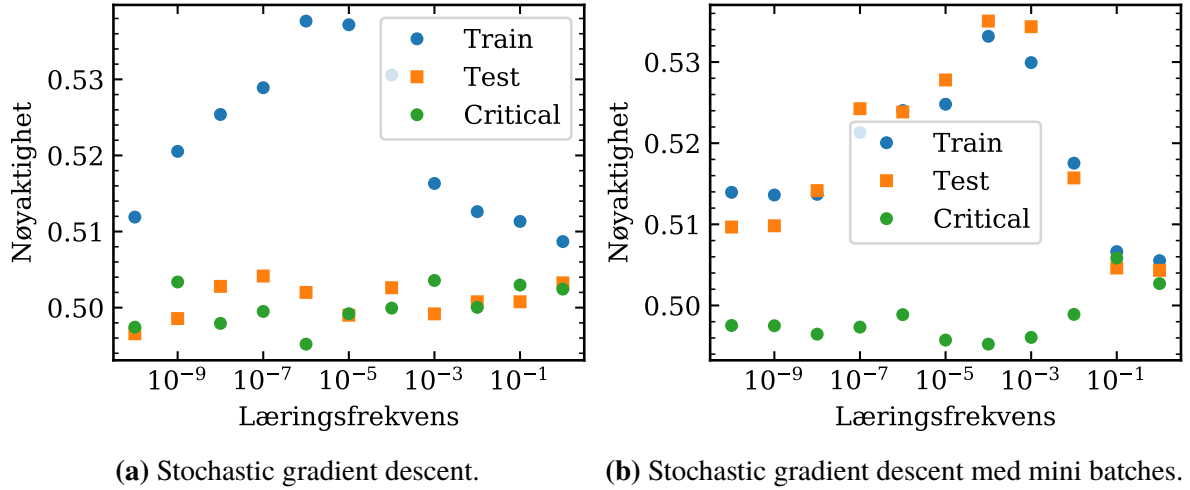 Nøyaktighet
0.53
0.52
0.51
0.50
Train
Test
Critical
10⁻⁹ 10⁻⁷ 10⁻⁵ 10⁻³ 10⁻¹
Læringsfrekvens
(a) Stochastic gradient descent.
Nøyaktighet
0.53
0.52
0.51
0.50
Train
Test
Critical
10⁻⁹ 10⁻⁷ 10⁻⁵ 10⁻³ 10⁻¹
Læringsfrekvens
(b) Stochastic gradient descent med mini batches.